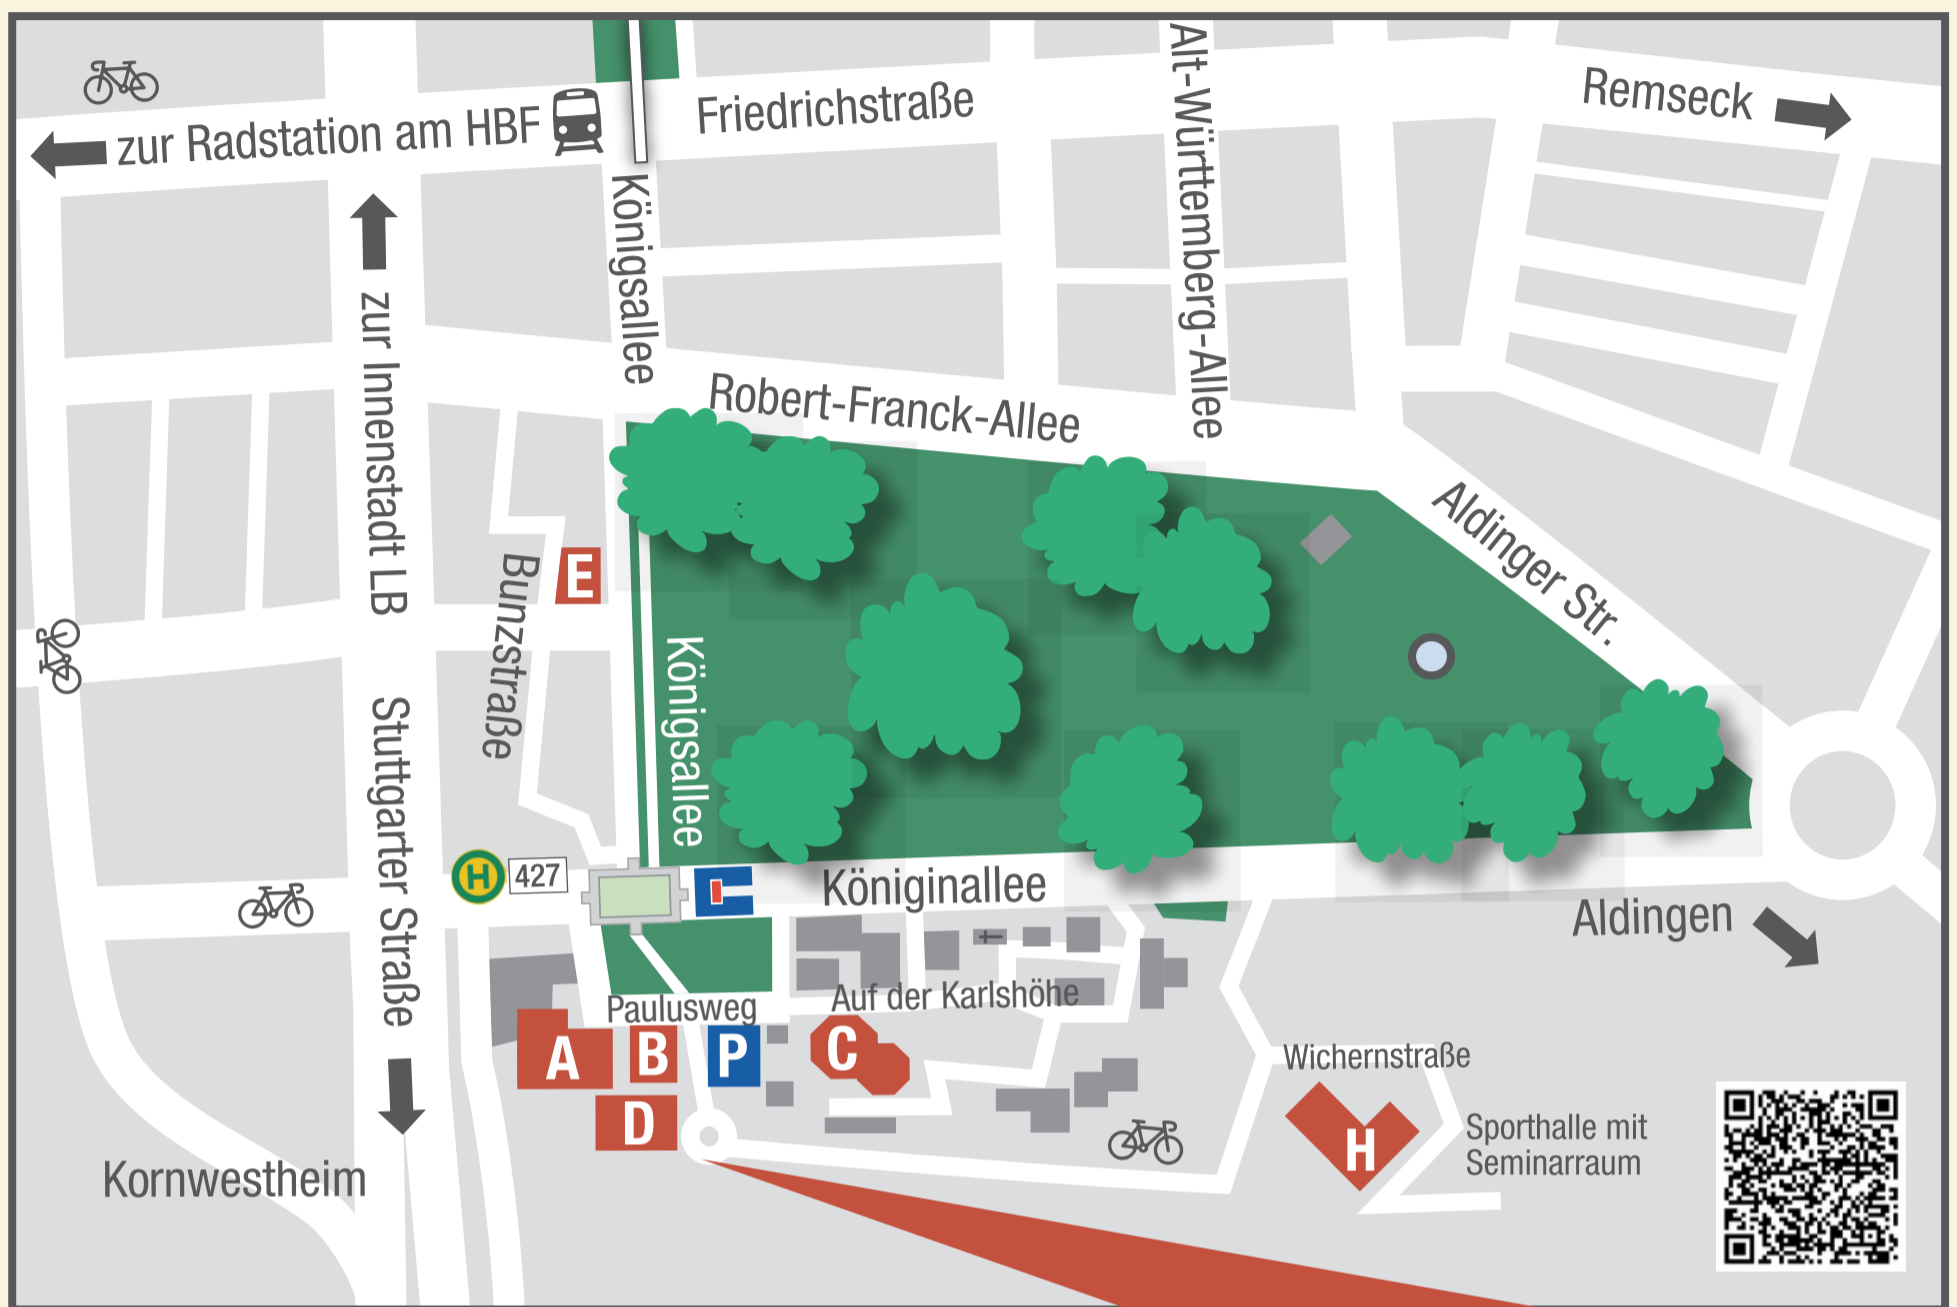 zur Radstation am HBF
Friedrichstraße
Alt-Württemberg-Allee
Remseck
Königsallee
zur Innenstadt LB
Robert-Franck-Allee
Aldinger Str.
E
Bunzstraße
Königsallee
Stuttgarter Straße
H
427
Königinallee
Aldingen
Paulusweg
Auf der Karlshöhe
A
B
P
C
D
Wichernstraße
H
Sporthalle mit
Seminarraum
Kornwestheim